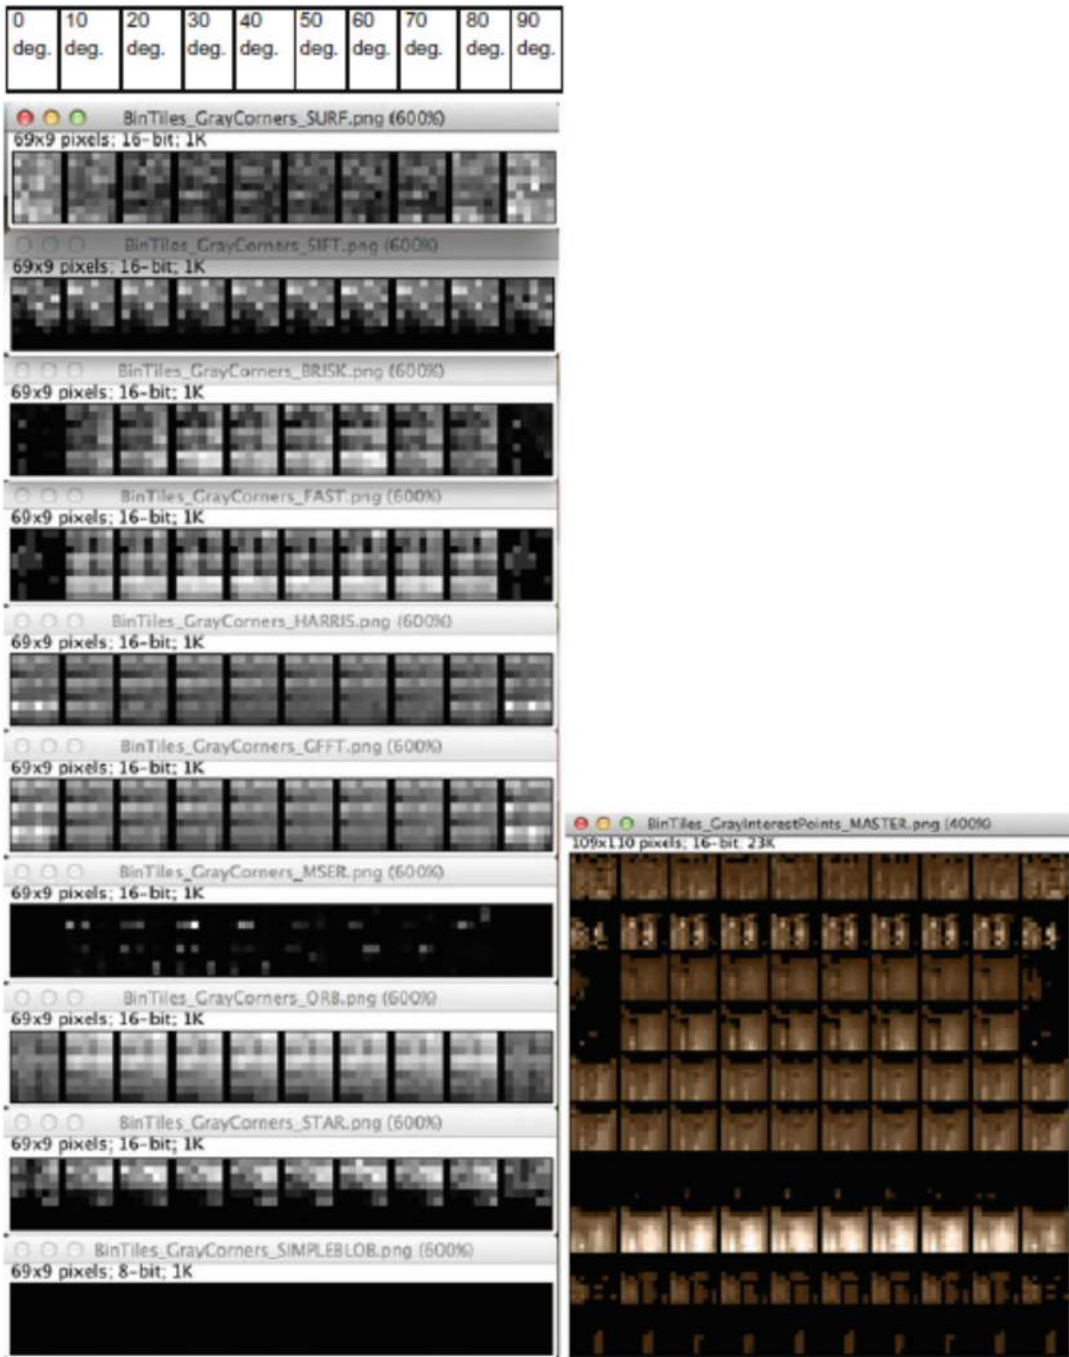 0 10 20 30 40 50 60 70 80 90
deg. deg. deg. deg. deg. deg. deg. deg. deg. deg.
BinTiles_GrayCorners_SURF.png (600%)
69x9 pixels; 16-bit; 1K
BinTiles_GrayCorners_SIFT.png (600%)
69x9 pixels; 16-bit; 1K
BinTiles_GrayCorners_BRISK.png (600%)
69x9 pixels; 16-bit; 1K
BinTiles_GrayCorners_FAST.png (600%)
69x9 pixels; 16-bit; 1K
BinTiles_GrayCorners_HARRIS.png (600%)
69x9 pixels; 16-bit; 1K
BinTiles_GrayCorners_GFFT.png (600%)
69x9 pixels; 16-bit; 1K
BinTiles_GrayCorners_MSER.png (600%)
69x9 pixels; 16-bit; 1K
BinTiles_GrayCorners_ORB.png (600%)
69x9 pixels; 16-bit; 1K
BinTiles_GrayCorners_STAR.png (600%)
69x9 pixels; 16-bit; 1K
BinTiles_GrayCorners_SIMPLEBLOB.png (600%)
69x9 pixels; 8-bit; 1K
BinTiles_GrayInterestPoints_MASTER.png (400%)
109x110 pixels; 16-bit; 23K